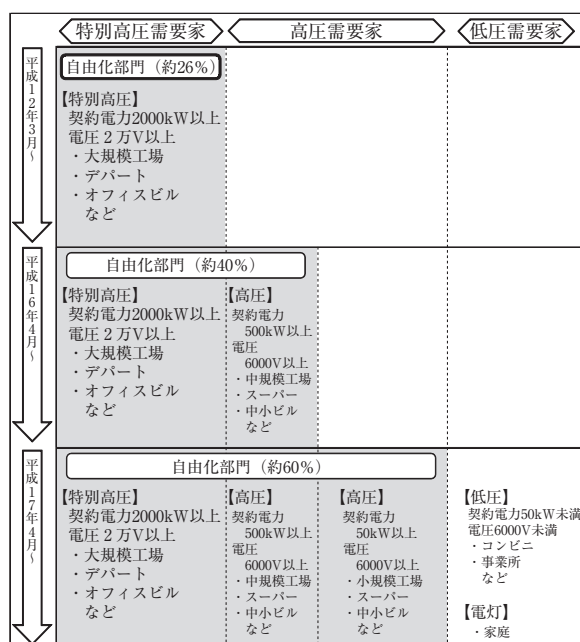 特別高圧需要家
高圧需要家
低圧需要家
平成12年3月～
自由化部門（約26%）
【特別高圧】
契約電力2000kW以上
電圧２万V以上
・大規模工場
・デパート
・オフィスビル
など
平成16年4月～
自由化部門（約40%）
【特別高圧】
契約電力2000kW以上
電圧２万V以上
・大規模工場
・デパート
・オフィスビル
など
【高圧】
契約電力
500kW以上
電圧
6000V以上
・中規模工場
・スーパー
・中小ビル
など
平成17年4月～
自由化部門（約60%）
【特別高圧】
契約電力2000kW以上
電圧２万V以上
・大規模工場
・デパート
・オフィスビル
など
【高圧】
契約電力
500kW以上
電圧
6000V以上
・中規模工場
・スーパー
・中小ビル
など
【高圧】
契約電力
50kW以上
電圧
6000V以上
・小規模工場
・スーパー
・中小ビル
など
【低圧】
契約電力50kW未満
電圧6000V未満
・コンビニ
・事業所
など
【電灯】
・家庭